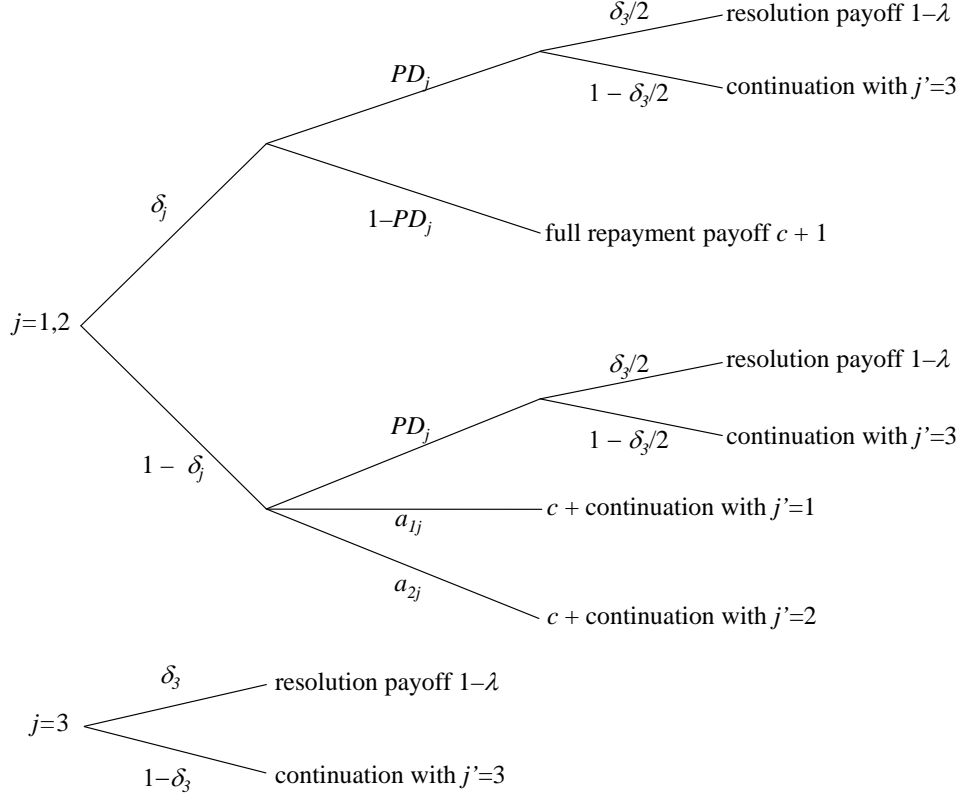 δ₃/2
resolution payoff 1–λ
PDⱼ
1 – δ₃/2
continuation with j'=3
δⱼ
1–PDⱼ
full repayment payoff c + 1
j=1,2
δ₃/2
resolution payoff 1–λ
PDⱼ
1 – δ₃/2
continuation with j'=3
1 – δⱼ
a₁ⱼ
c + continuation with j'=1
a₂ⱼ
c + continuation with j'=2
δ₃
resolution payoff 1–λ
j=3
1–δ₃
continuation with j'=3